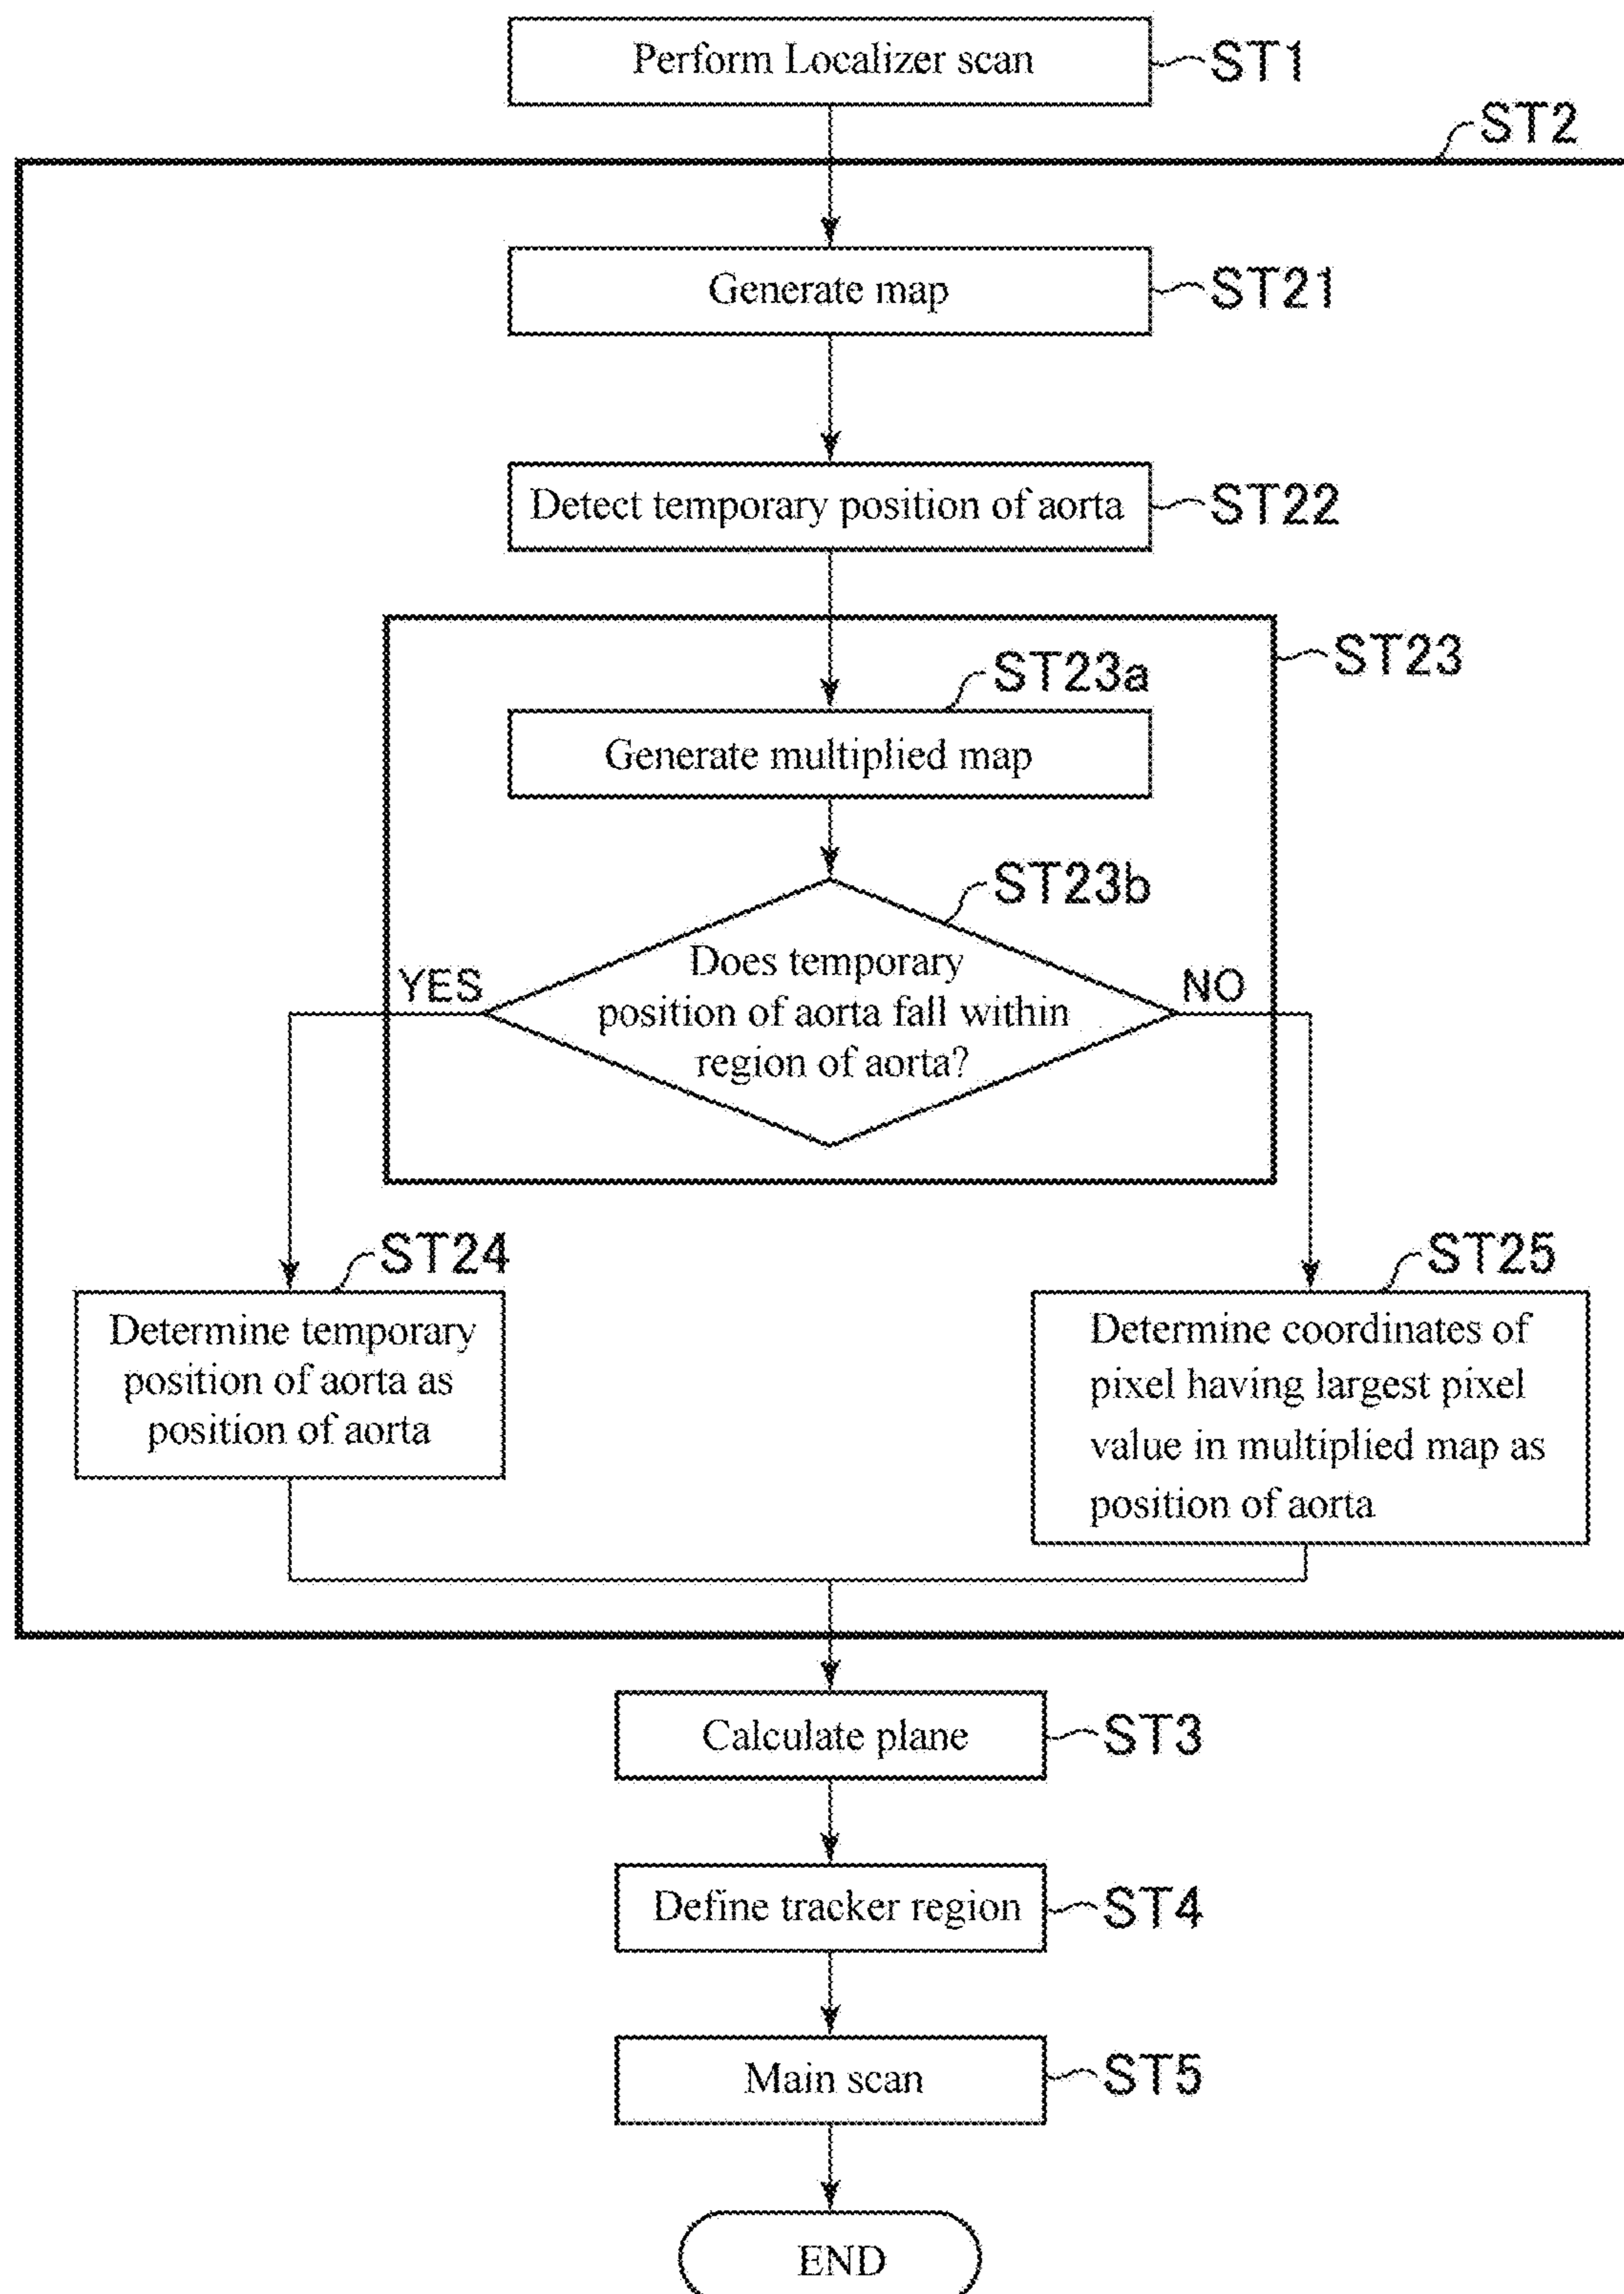 Perform Localizer scan
ST1
ST2
Generate map
ST21
Detect temporary position of aorta
ST22
ST23
ST23a
Generate multiplied map
ST23b
Does temporary
position of aorta fall within
region of aorta?
YES
NO
ST24
Determine temporary
position of aorta as
position of aorta
ST25
Determine coordinates of
pixel having largest pixel
value in multiplied map as
position of aorta
Calculate plane
ST3
Define tracker region
ST4
Main scan
ST5
END